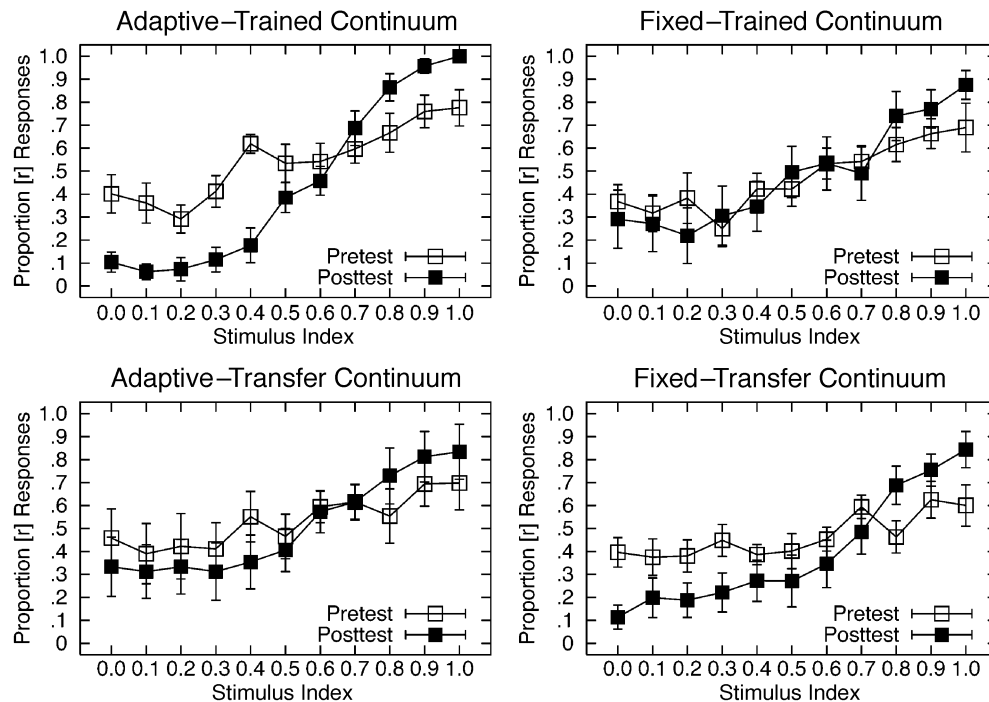 Adaptive−Trained Continuum
Proportion [r] Responses
1.0
.9
.8
.7
.6
.5
.4
.3
.2
.1
0
Pretest
Posttest
0.0 0.1 0.2 0.3 0.4 0.5 0.6 0.7 0.8 0.9 1.0
Stimulus Index
Fixed−Trained Continuum
Proportion [r] Responses
1.0
.9
.8
.7
.6
.5
.4
.3
.2
.1
0
Pretest
Posttest
0.0 0.1 0.2 0.3 0.4 0.5 0.6 0.7 0.8 0.9 1.0
Stimulus Index
Adaptive−Transfer Continuum
Proportion [r] Responses
1.0
.9
.8
.7
.6
.5
.4
.3
.2
.1
0
Pretest
Posttest
0.0 0.1 0.2 0.3 0.4 0.5 0.6 0.7 0.8 0.9 1.0
Stimulus Index
Fixed−Transfer Continuum
Proportion [r] Responses
1.0
.9
.8
.7
.6
.5
.4
.3
.2
.1
0
Pretest
Posttest
0.0 0.1 0.2 0.3 0.4 0.5 0.6 0.7 0.8 0.9 1.0
Stimulus Index